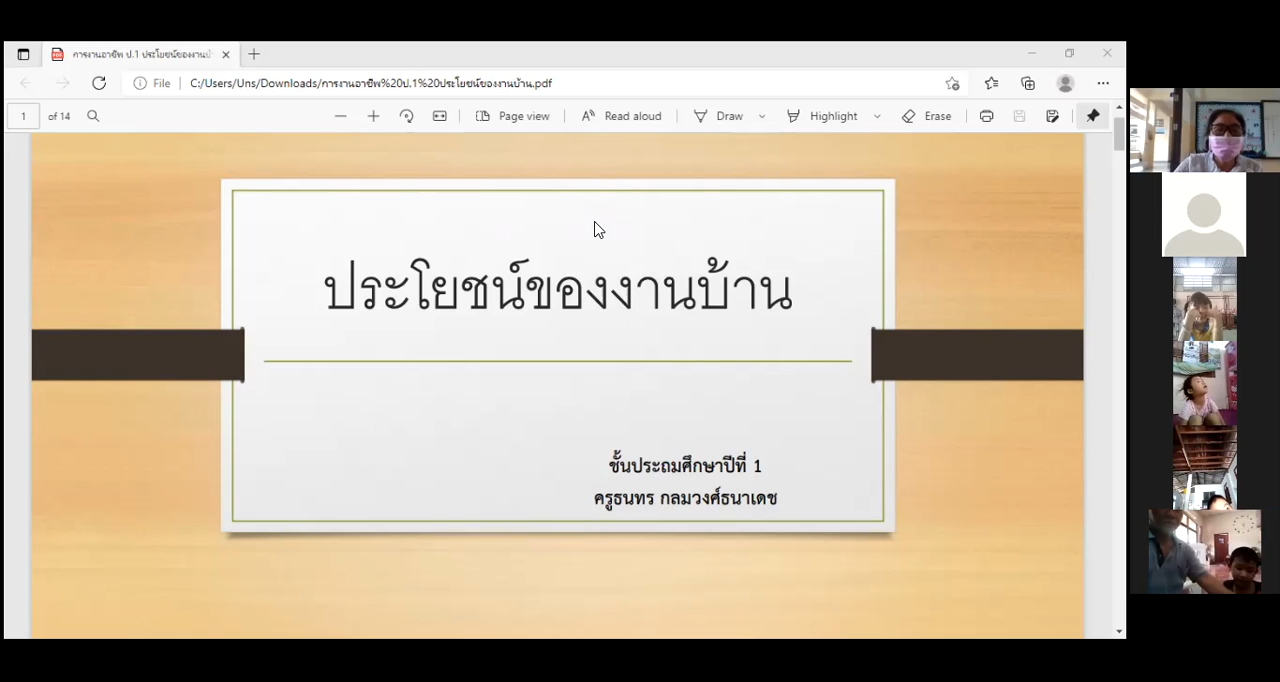 การงานอาชีพ ป.1 ประโยชน์ของงานบ้
File
C:/Users/Uns/Downloads/การงานอาชีพ%20ป.1%20ประโยชน์ของงานบ้าน.pdf
1 of 14
Page view
Read aloud
Draw
Highlight
Erase
ประโยชน์ของงานบ้าน
ชั้นประถมศึกษาปีที่ 1
ครูธนทร กลมวงศ์ธนาเดช